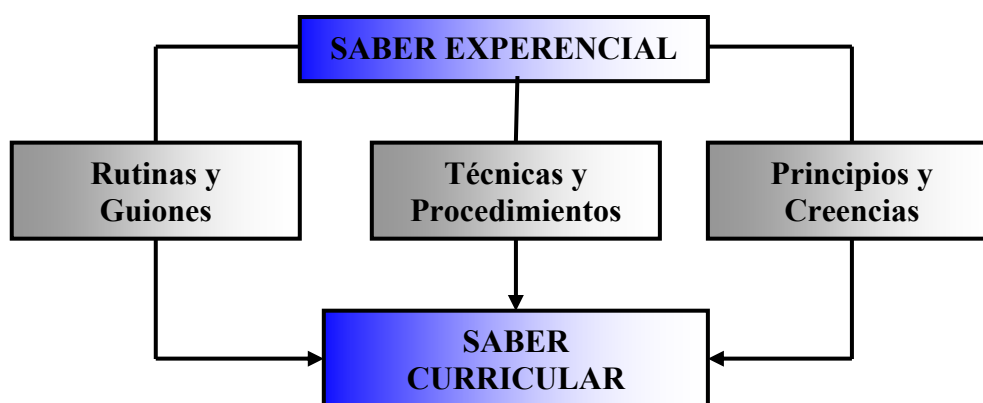 SABER EXPERENCIAL
Rutinas y
Guiones
Técnicas y
Procedimientos
Principios y
Creencias
SABER
CURRICULAR